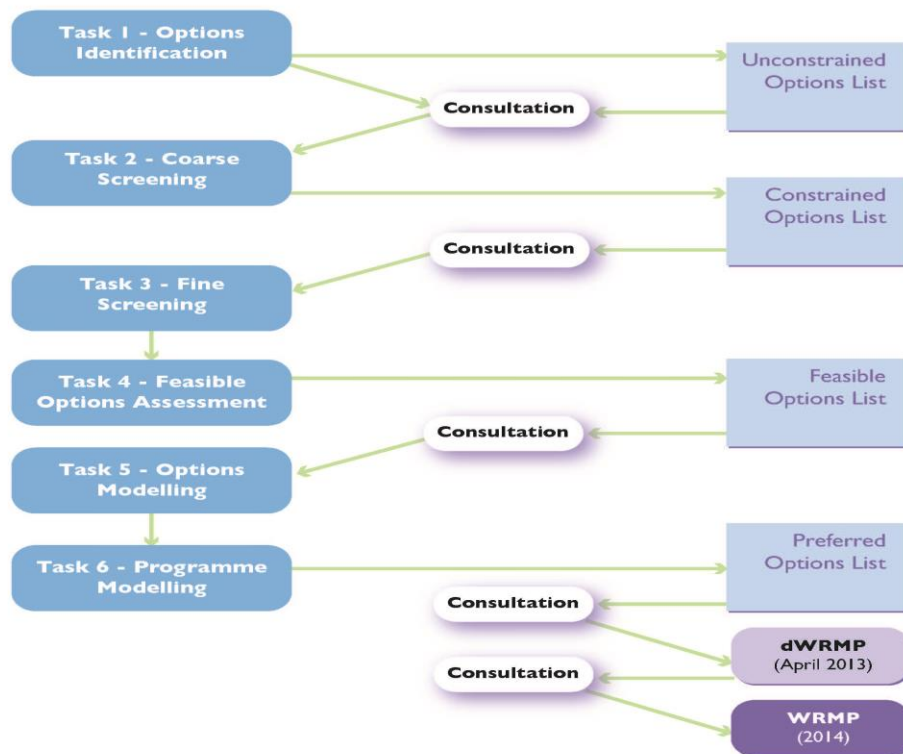 Task 1 - Options
Identification
Unconstrained
Options List
Consultation
Task 2 - Coarse
Screening
Constrained
Options List
Consultation
Task 3 - Fine
Screening
Task 4 - Feasible
Options Assessment
Feasible
Options List
Consultation
Task 5 - Options
Modelling
Task 6 - Programme
Modelling
Preferred
Options List
Consultation
dWRMP
(April 2013)
Consultation
WRMP
(2014)